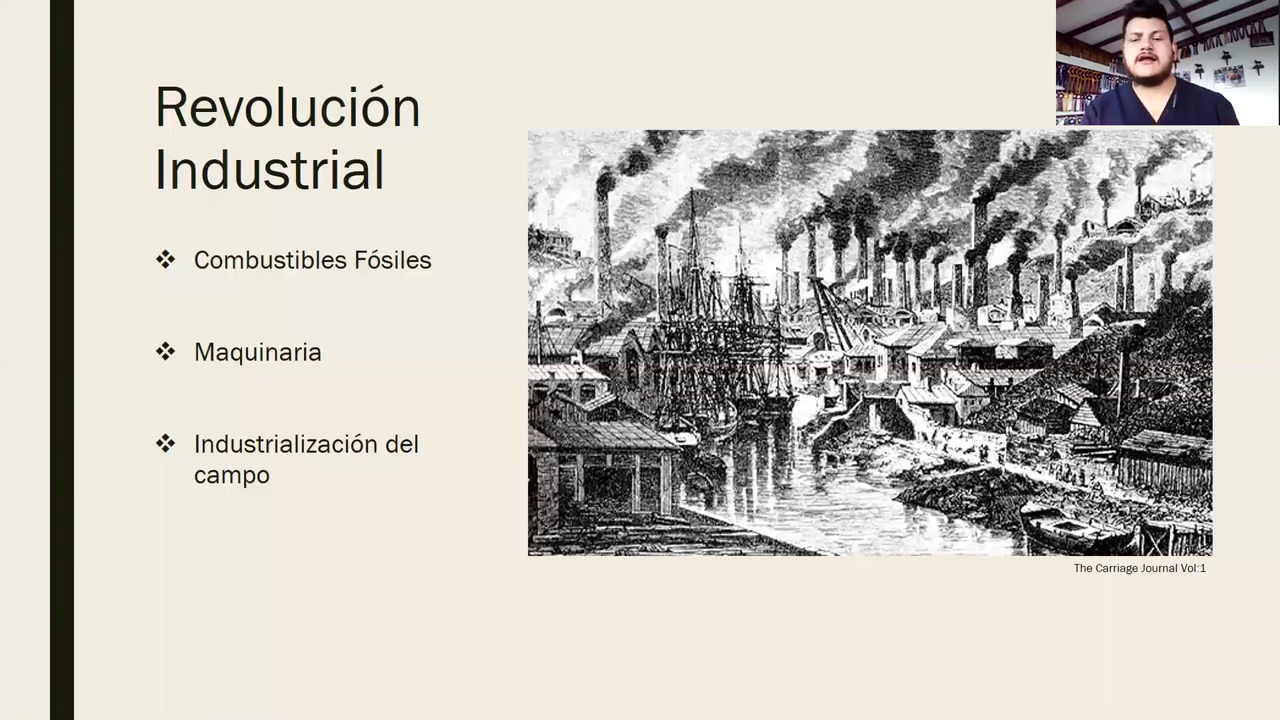 Revolución
Industrial
❖ Combustibles Fósiles
❖ Maquinaria
❖ Industrialización del
campo
The Carriage Journal Vol:1